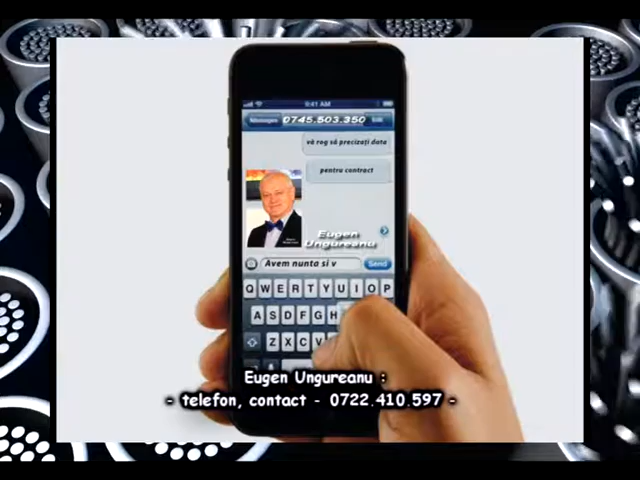 9:41 AM
Messages 0745.503.350 Edit
vă rog să precizați data
pentru contract
Eugen
Ungureanu
Avem nunta si v Send
Q W E R T Y U I O P
A S D F G H
Z X C V
Eugen Ungureanu :
- telefon, contact - 0722.410.597 -